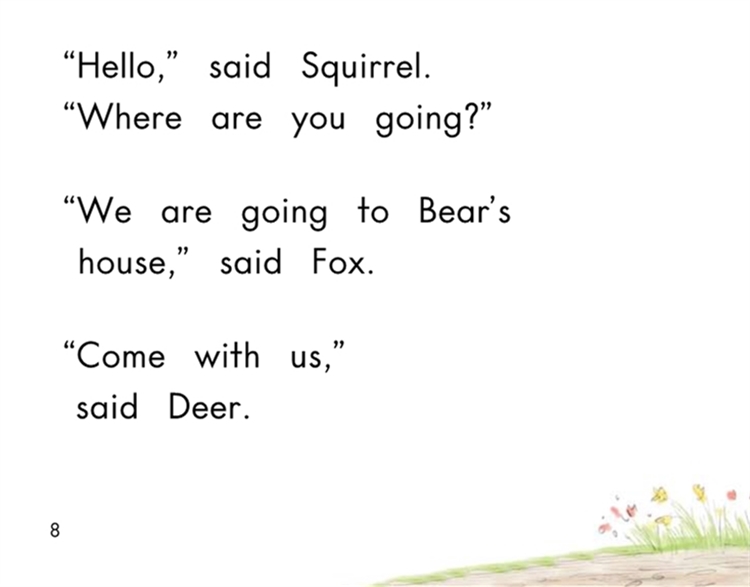 “Hello,” said Squirrel.
“Where are you going?”
“We are going to Bear’s
house,” said Fox.
“Come with us,”
said Deer.
8